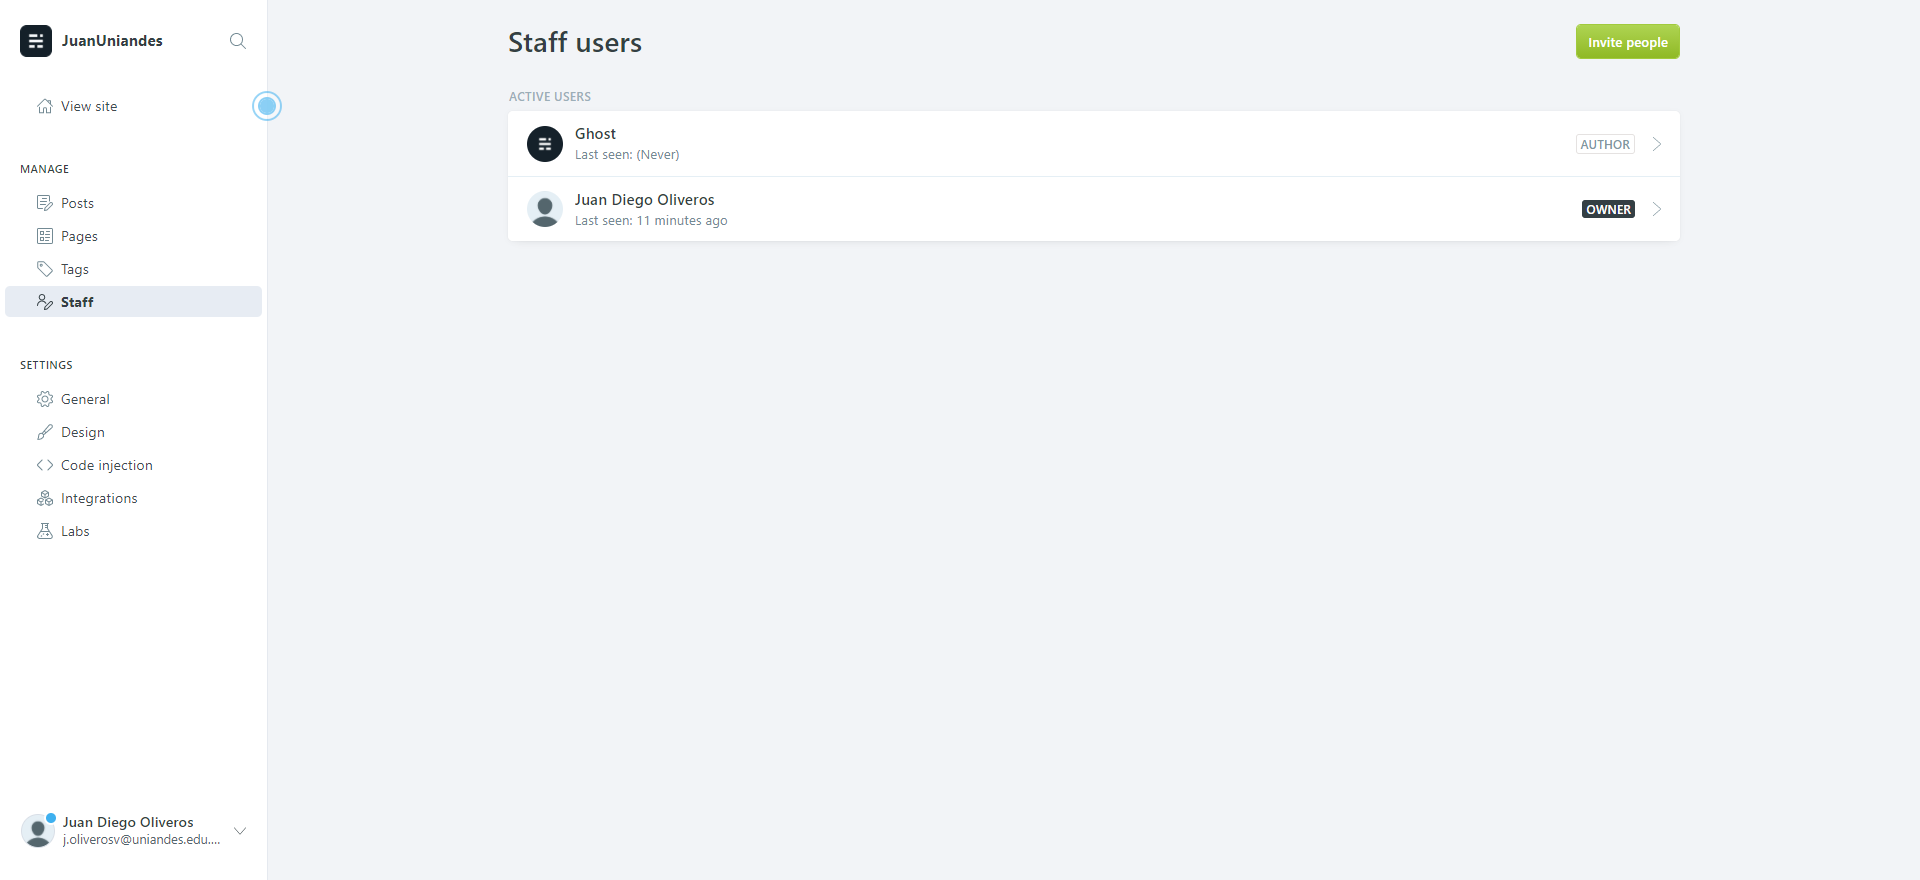 JuanUniandes
View site
MANAGE
Posts
Pages
Tags
Staff
SETTINGS
General
Design
Code injection
Integrations
Labs
Juan Diego Oliveros
j.oliverosv@uniandes.edu....
Staff users
Invite people
ACTIVE USERS
Ghost
Last seen: (Never)
AUTHOR
Juan Diego Oliveros
Last seen: 11 minutes ago
OWNER